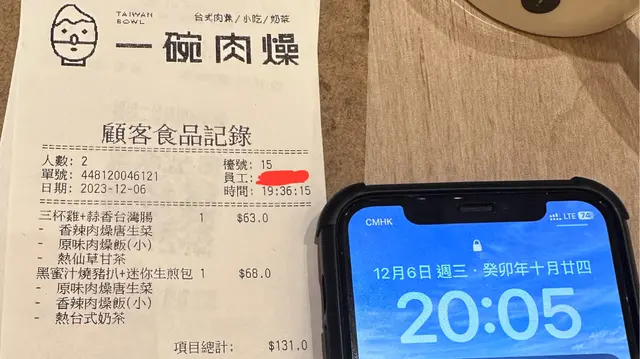 TAIWAN
BOWL
台式肉燥/小吃/奶茶
一碗肉燥
顧客食品記錄
人數: 2 檯號: 15
單號: 448120046121 員工:
日期: 2023-12-06 時間: 19:36:15
三杯雞+蒜香台灣腸 1 $63.0
- 香辣肉燥唐生菜
- 原味肉燥飯(小)
- 熱仙草甘茶
黑蜜汁燒豬扒+迷你生煎包 1 $68.0
- 原味肉燥唐生菜
- 香辣肉燥飯(小)
- 熱台式奶茶
項目總計: $131.0
CMHK LTE 74
12月6日 週三·癸卯年十月廿四
20:05